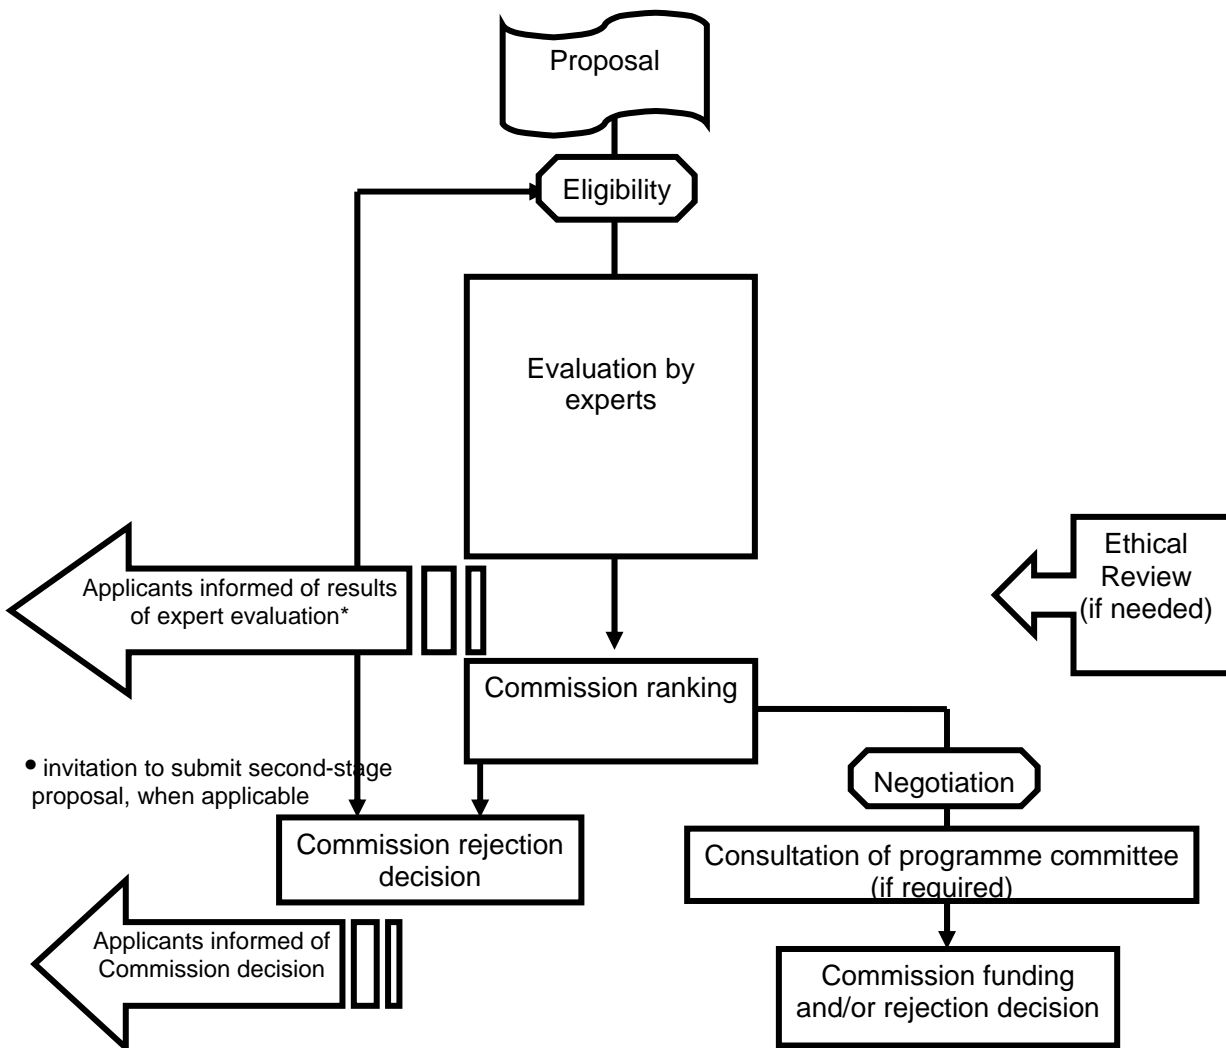 Proposal
Eligibility
Evaluation by
experts
Ethical
Review
(if needed)
Applicants informed of results
of expert evaluation*
Commission ranking
• invitation to submit second-stage
proposal, when applicable
Negotiation
Commission rejection
decision
Consultation of programme committee
(if required)
Applicants informed of
Commission decision
Commission funding
and/or rejection decision